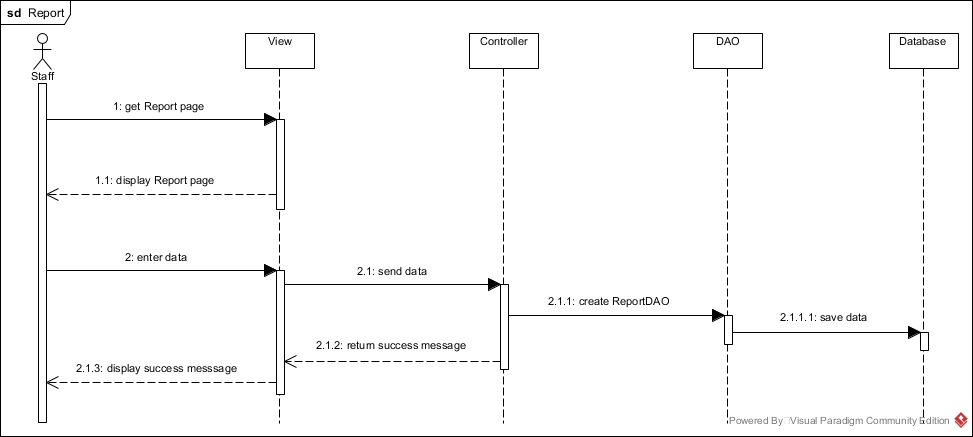 sd Report
View
Controller
DAO
Database
Staff
1: get Report page
1.1: display Report page
2: enter data
2.1: send data
2.1.1: create ReportDAO
2.1.1.1: save data
2.1.2: return success message
2.1.3: display success messsage
Powered By Visual Paradigm Community Edition